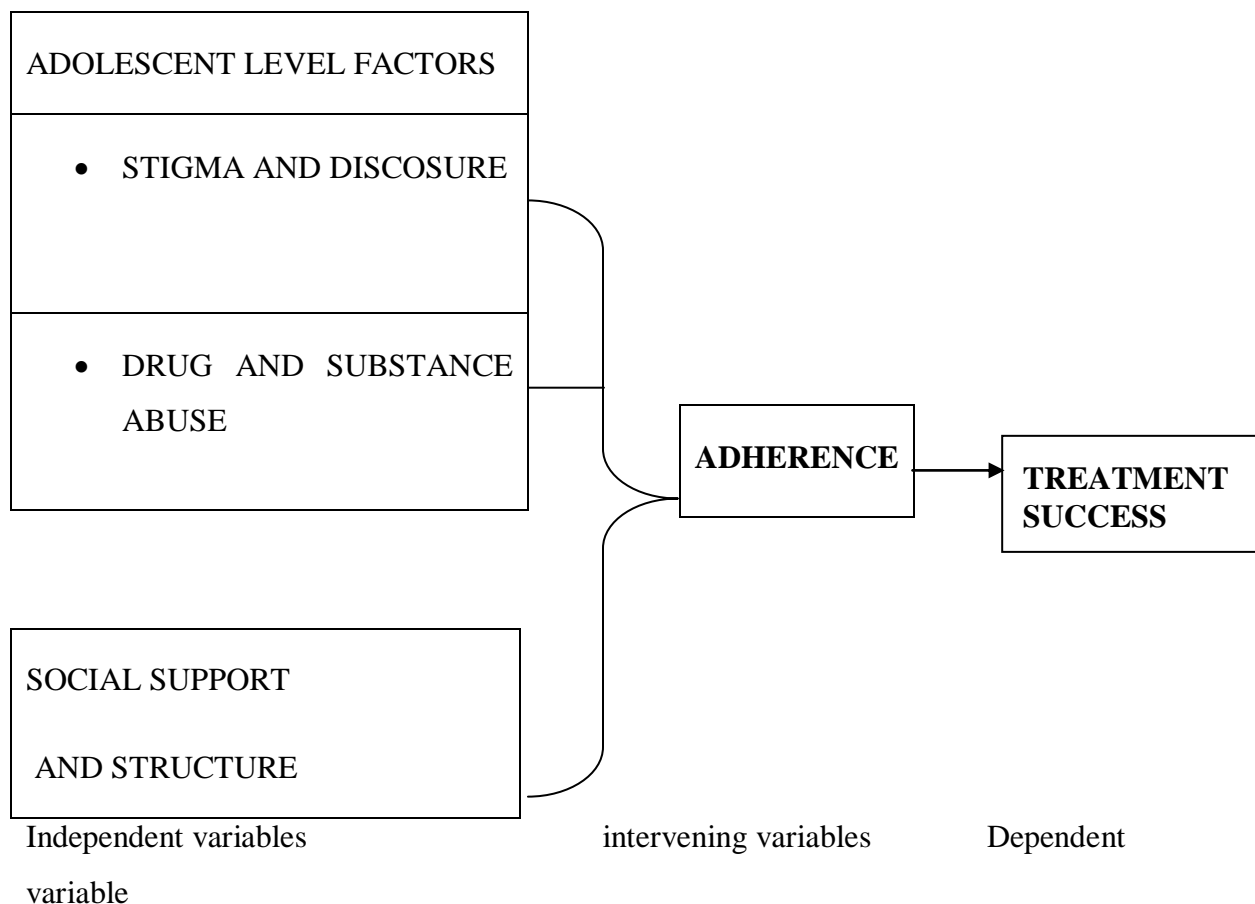 ADOLESCENT LEVEL FACTORS
• STIGMA AND DISCOSURE
• DRUG AND SUBSTANCE
ABUSE
ADHERENCE
TREATMENT
SUCCESS
SOCIAL SUPPORT
AND STRUCTURE
Independent variables intervening variables Dependent
variable